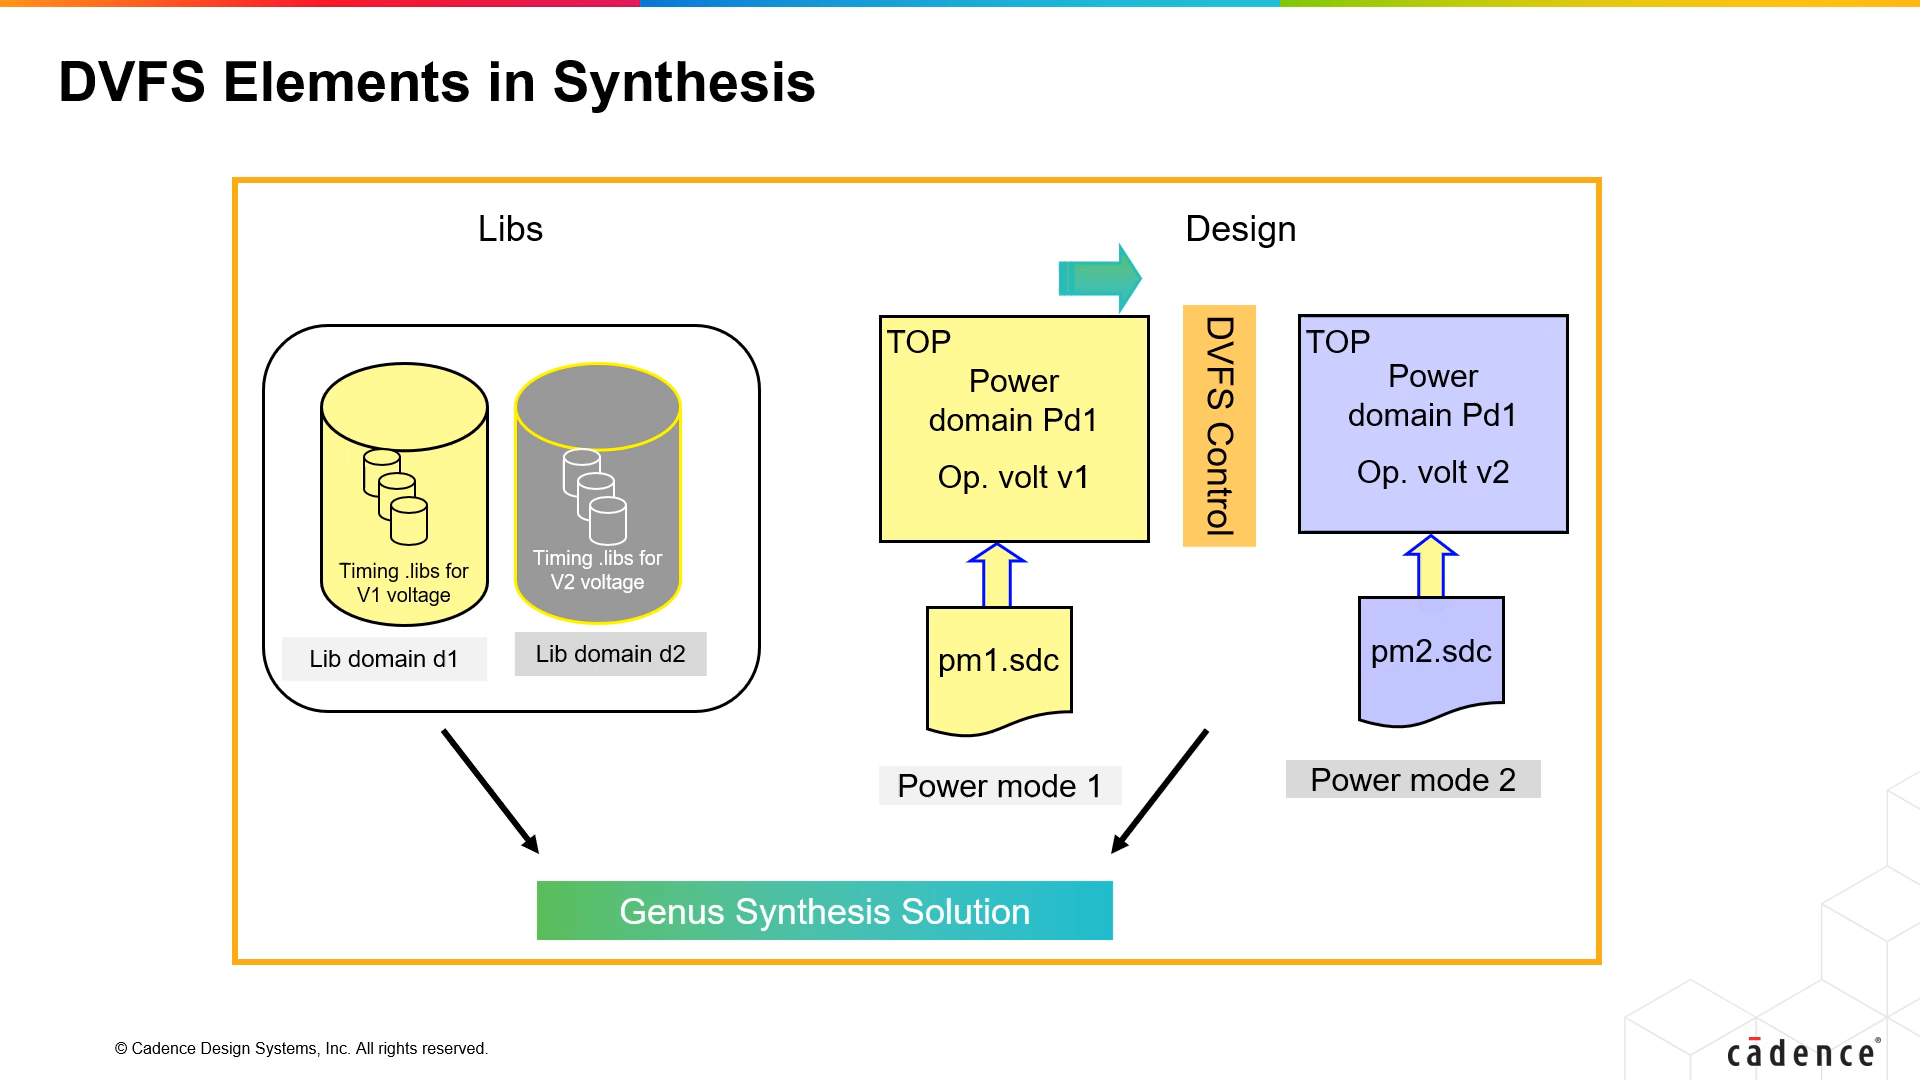 DVFS Elements in Synthesis
Libs
Design
Timing .libs for
V1 voltage
Lib domain d1
Timing .libs for
V2 voltage
Lib domain d2
TOP
Power
domain Pd1
Op. volt v1
pm1.sdc
Power mode 1
DVFS Control
TOP
Power
domain Pd1
Op. volt v2
pm2.sdc
Power mode 2
Genus Synthesis Solution
© Cadence Design Systems, Inc. All rights reserved.
cādence®